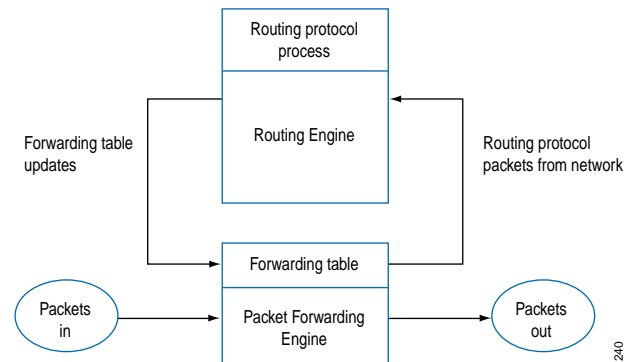 Routing protocol
process
Routing Engine
Forwarding table
updates
Routing protocol
packets from network
Forwarding table
Packet Forwarding
Engine
Packets
in
Packets
out
240